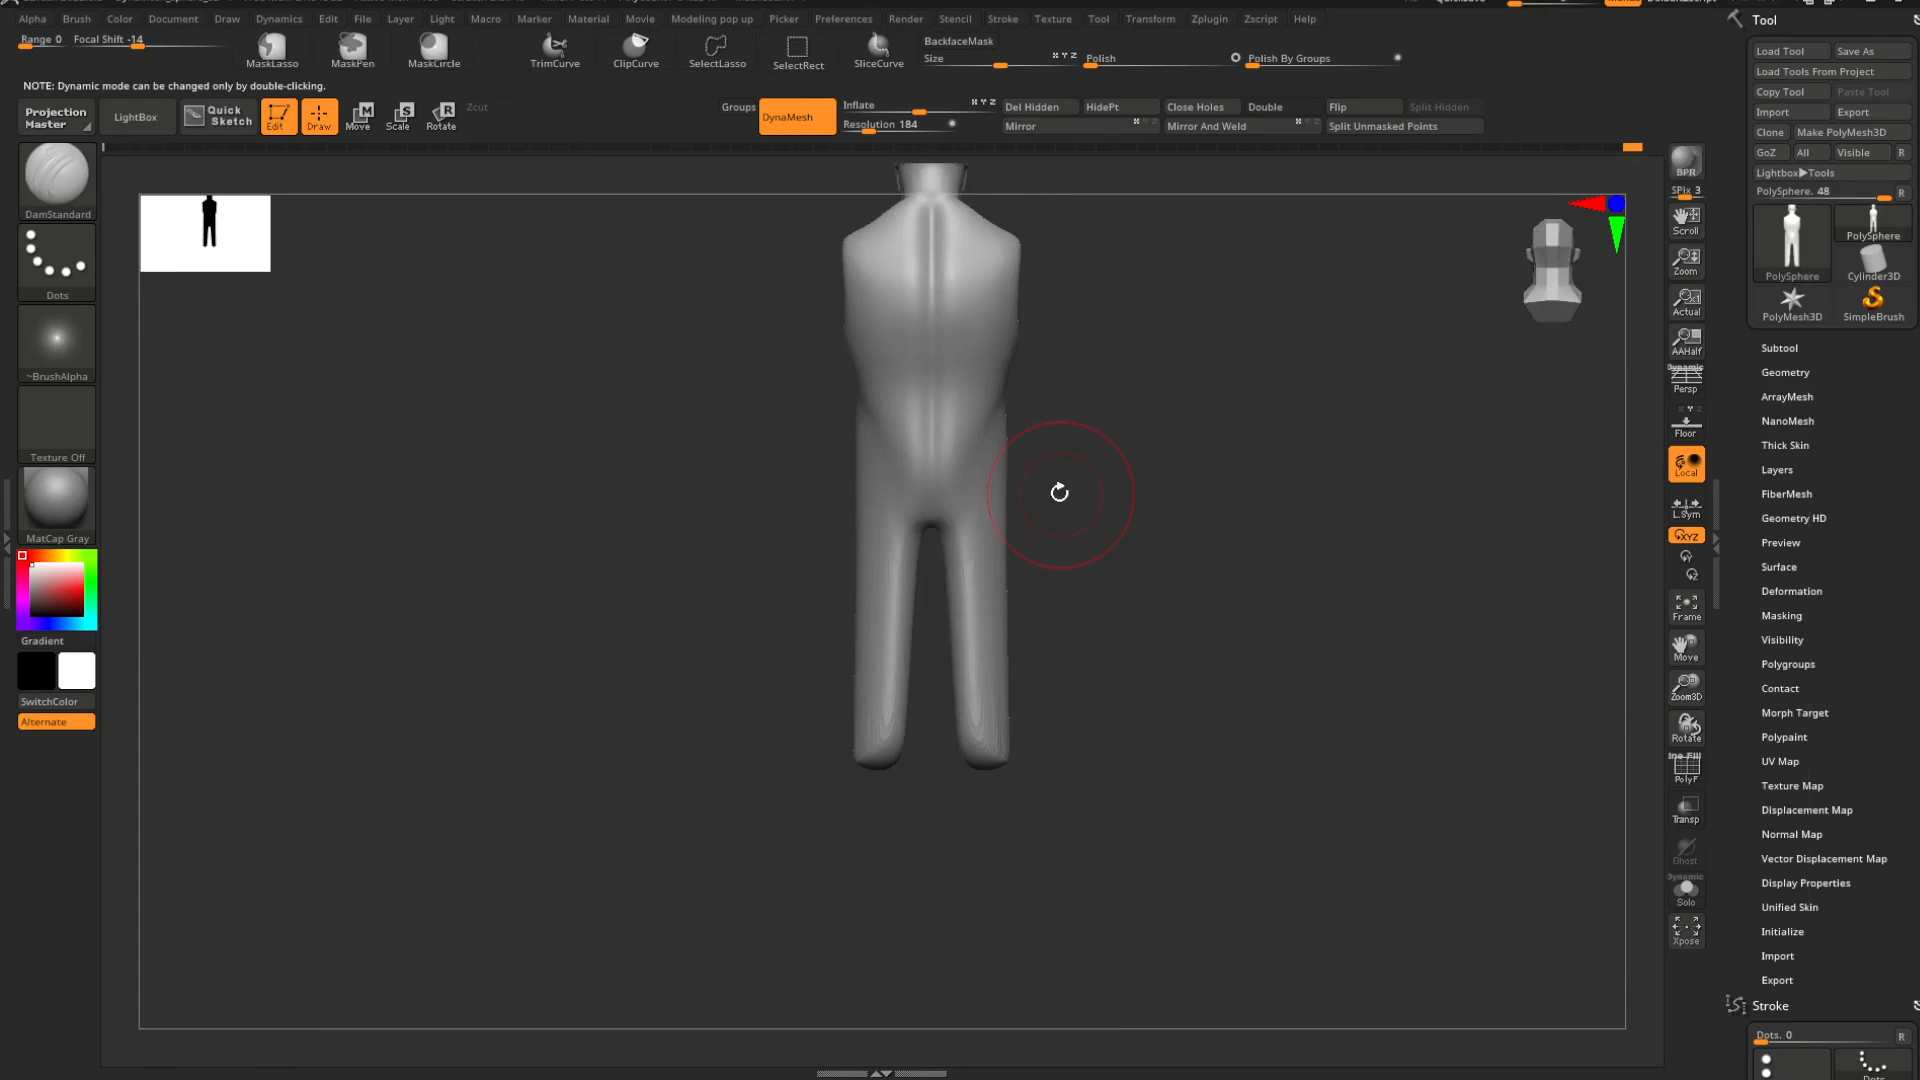 Alpha Brush Color Document Draw Dynamics Edit File Layer Light Macro Marker Material Movie Modeling pop up Picker Preferences Render Stencil Stroke Texture Tool Transform Zplugin Zscript Help
Range 0 Focal Shift -14
MaskLasso MaskPen MaskCircle TrimCurve ClipCurve SelectLasso SelectRect SliceCurve
BackfaceMask
Size X Y Z Polish Polish By Groups
NOTE: Dynamic mode can be changed only by double-clicking.
Projection Master
LightBox
Quick Sketch
Edit Draw Move Scale Rotate
Zcut
Groups DynaMesh
Inflate X Y Z
Resolution 184
Del Hidden HidePt Close Holes Double Flip Split Hidden
Mirror Mirror And Weld Split Unmasked Points
DamStandard
Dots
~BrushAlpha
Texture Off
MatCap Gray
Gradient
SwitchColor
Alternate
BPR
SPix 3
Scroll
Zoom
Actual
AAHalf
Dynamic
Persp
Floor
Local
L.Sym
XYZ
Y
Z
Frame
Move
Zoom3D
Rotate
Line Fill
PolyF
Transp
Ghost
Dynamic
Solo
Xpose
Tool
Load Tool Save As
Load Tools From Project
Copy Tool Paste Tool
Import Export
Clone Make PolyMesh3D
GoZ All Visible R
Lightbox▶Tools
PolySphere. 48 R
PolySphere
PolySphere Cylinder3D
PolyMesh3D SimpleBrush
Subtool
Geometry
ArrayMesh
NanoMesh
Thick Skin
Layers
FiberMesh
Geometry HD
Preview
Surface
Deformation
Masking
Visibility
Polygroups
Contact
Morph Target
Polypaint
UV Map
Texture Map
Displacement Map
Normal Map
Vector Displacement Map
Display Properties
Unified Skin
Initialize
Import
Export
Stroke
Dots. 0 R
Dots